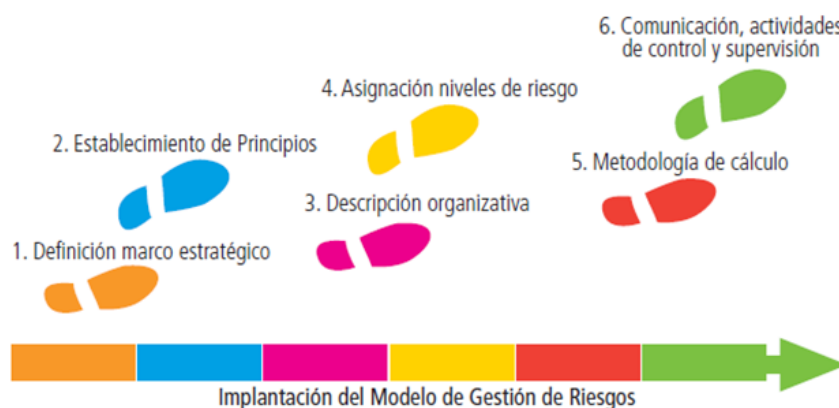 1. Definición marco estratégico
2. Establecimiento de Principios
3. Descripción organizativa
4. Asignación niveles de riesgo
5. Metodología de cálculo
6. Comunicación, actividades
de control y supervisión
Implantación del Modelo de Gestión de Riesgos